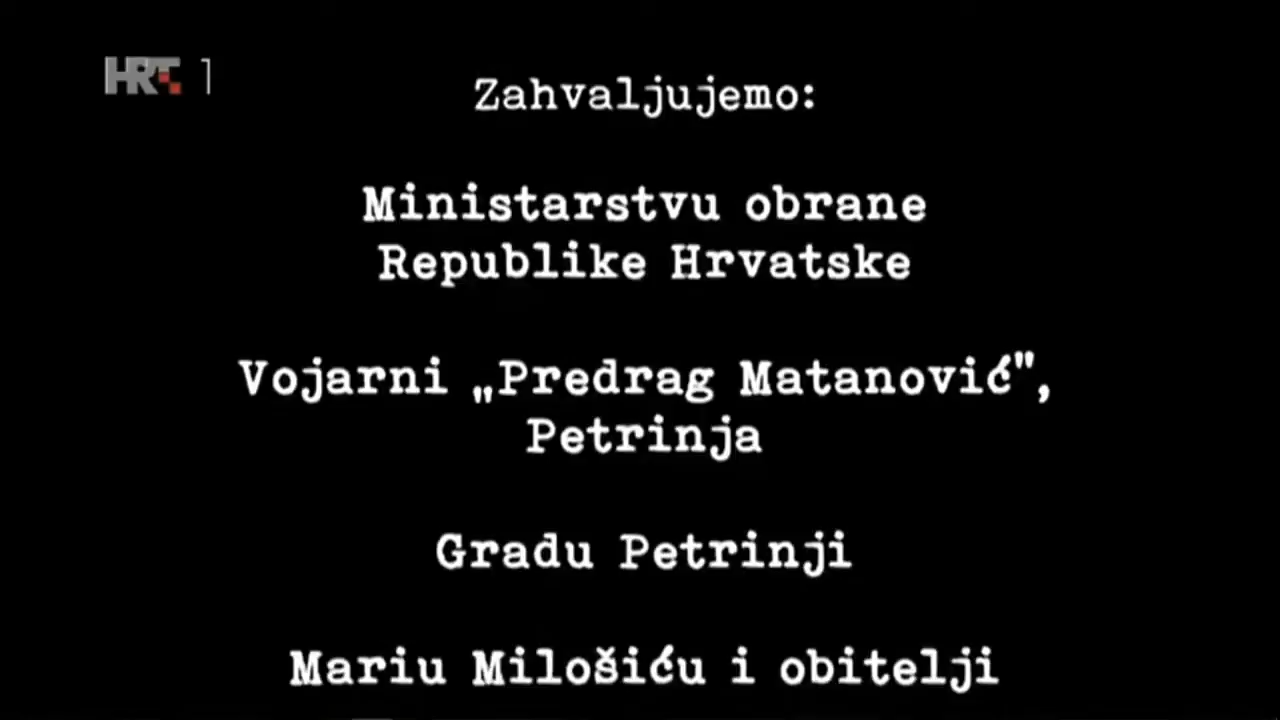 HRT 1
Zahvaljujemo:
Ministarstvu obrane
Republike Hrvatske
Vojarni „Predrag Matanović",
Petrinja
Gradu Petrinji
Mariu Milošiću i obitelji